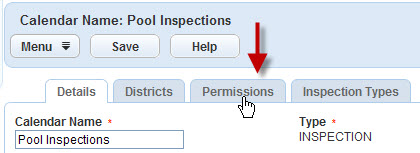 Calendar Name: Pool Inspections
Menu Save Help
Details Districts Permissions Inspection Types
Calendar Name * Type *
Pool Inspections INSPECTION